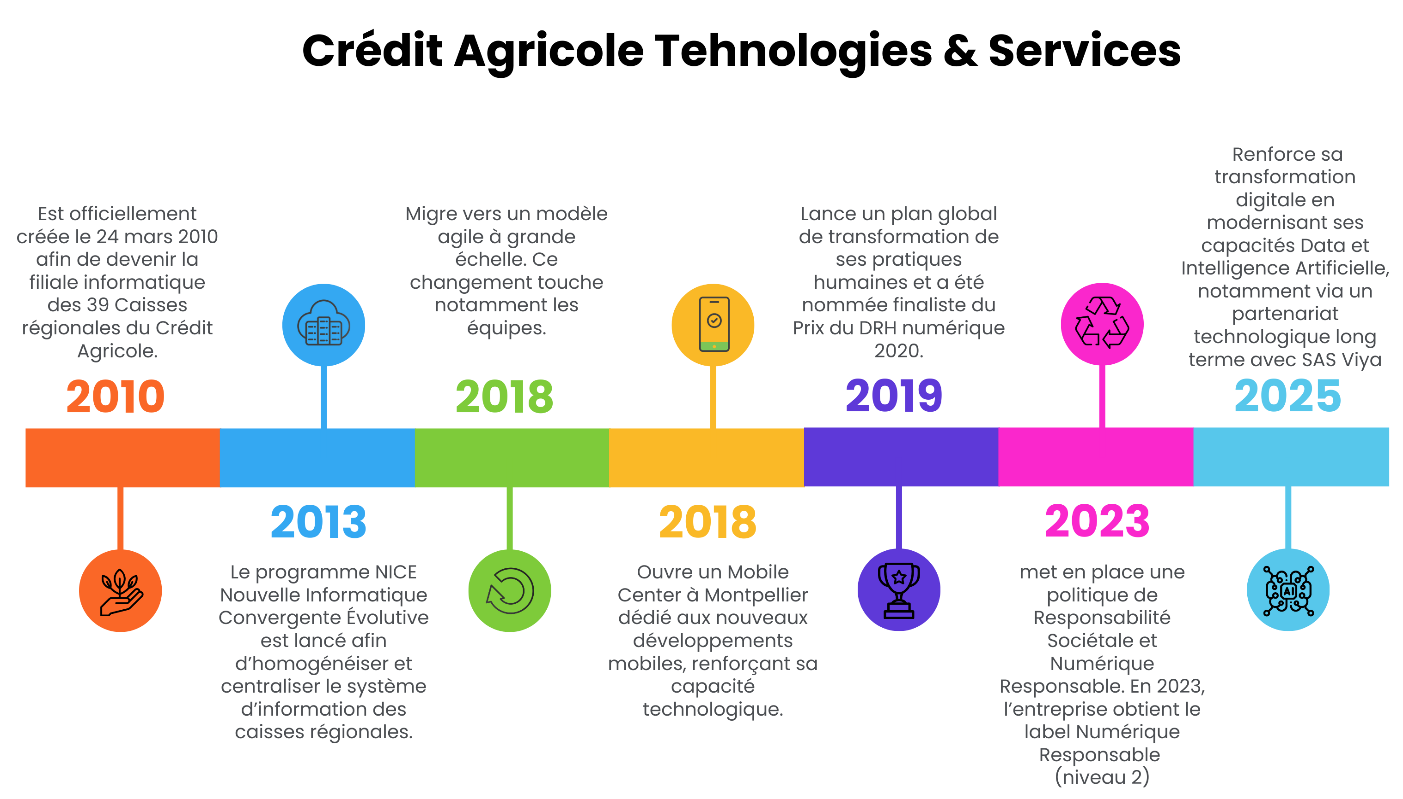 Crédit Agricole Tehnologies & Services
Est officiellement
créée le 24 mars 2010
afin de devenir la
filiale informatique
des 39 Caisses
régionales du Crédit
Agricole.
2010
2013
Le programme NICE
Nouvelle Informatique
Convergente Évolutive
est lancé afin
d’homogénéiser et
centraliser le système
d’information des
caisses régionales.
Migre vers un modèle
agile à grande
échelle. Ce
changement touche
notamment les
équipes.
2018
2018
Ouvre un Mobile
Center à Montpellier
dédié aux nouveaux
développements
mobiles, renforçant sa
capacité
technologique.
Lance un plan global
de transformation de
ses pratiques
humaines et a été
nommée finaliste du
Prix du DRH numérique
2020.
2019
2023
met en place une
politique de
Responsabilité
Sociétale et
Numérique
Responsable. En 2023,
l’entreprise obtient le
label Numérique
Responsable
(niveau 2)
Renforce sa
transformation
digitale en
modernisant ses
capacités Data et
Intelligence Artificielle,
notamment via un
partenariat
technologique long
terme avec SAS Viya
2025
AI